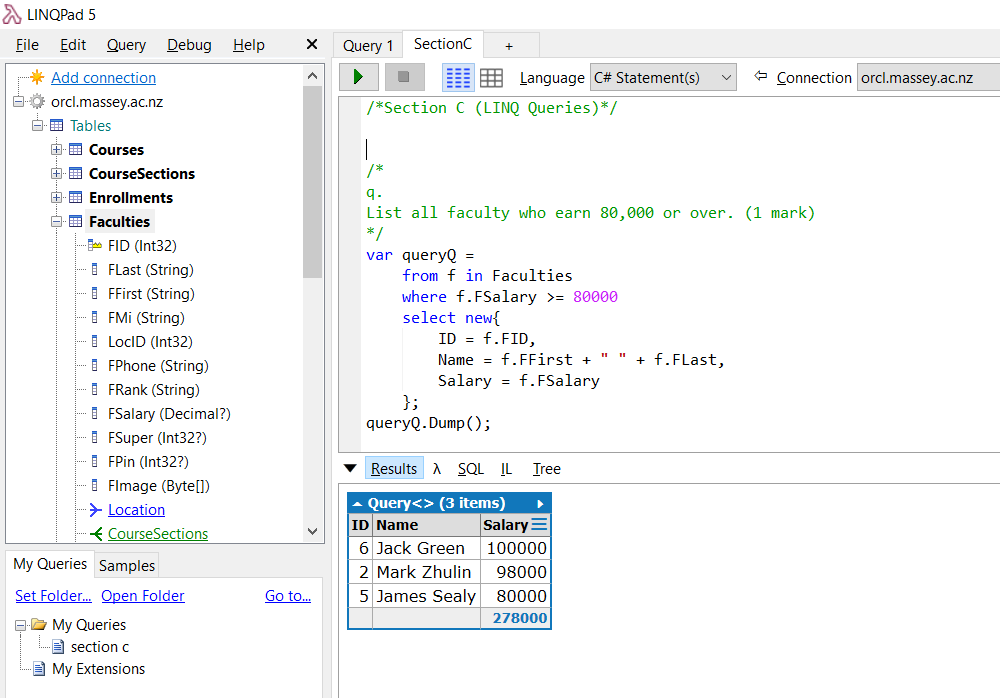 LINQPad 5
File Edit Query Debug Help ×
Query 1 SectionC +
Language C# Statement(s) Connection orcl.massey.ac.nz
Add connection
orcl.massey.ac.nz
Tables
Courses
CourseSections
Enrollments
Faculties
FID (Int32)
FLast (String)
FFirst (String)
FMi (String)
LocID (Int32)
FPhone (String)
FRank (String)
FSalary (Decimal?)
FSuper (Int32?)
FPin (Int32?)
FImage (Byte[])
Location
CourseSections
My Queries Samples
Set Folder... Open Folder Go to...
My Queries
section c
My Extensions
/*Section C (LINQ Queries)*/
/*
q.
List all faculty who earn 80,000 or over. (1 mark)
*/
var queryQ =
from f in Faculties
where f.FSalary >= 80000
select new{
ID = f.FID,
Name = f.FFirst + " " + f.FLast,
Salary = f.FSalary
};
queryQ.Dump();
Results λ SQL IL Tree
Query<> (3 items)
ID Name Salary
6 Jack Green 100000
2 Mark Zhulin 98000
5 James Sealy 80000
278000